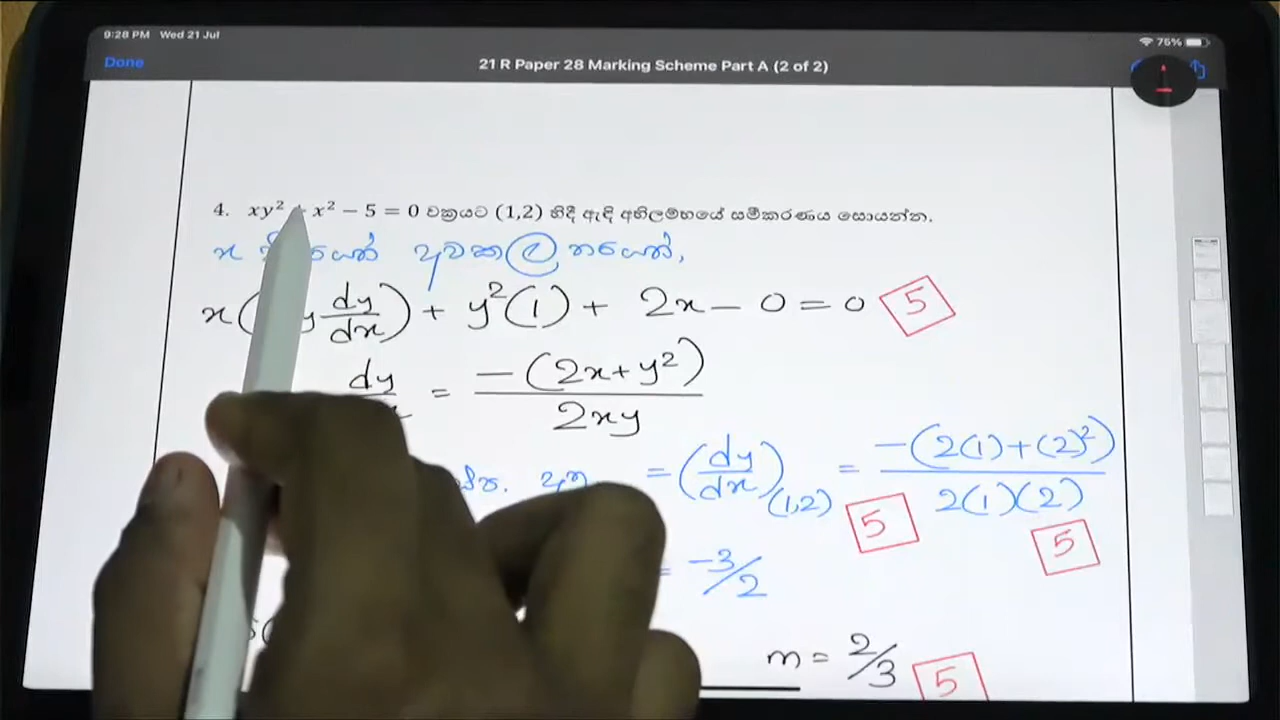 9:28 PM Wed 21 Jul
76%
Done
21 R Paper 28 Marking Scheme Part A (2 of 2)
4. xy² + x² − 5 = 0 වක්‍රයට (1,2) හිදී ඇඳි අභිලම්භයේ සමීකරණය සොයන්න.
x අවකලනයෙන්,
x( y dy/dx) + y²(1) + 2x − 0 = 0 5
dy = −(2x+y²)/2xy
= (dy/dx)(1,2) = −(2(1)+(2)²)/2(1)(2)
5 5
−3/2
m = 2/3 5